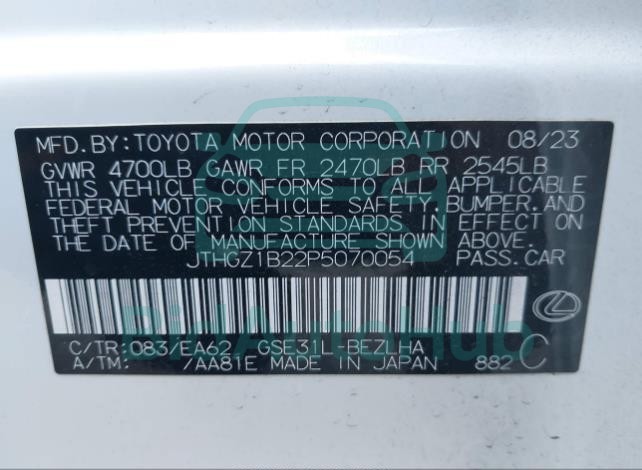 MFD.BY:TOYOTA MOTOR CORPORATION 08/23
GVWR 4700LB GAWR FR 2470LB RR 2545LB
THIS VEHICLE CONFORMS TO ALL APPLICABLE
FEDERAL MOTOR VEHICLE SAFETY,BUMPER,AND
THEFT PREVENTION STANDARDS IN EFFECT ON
THE DATE OF MANUFACTURE SHOWN ABOVE.
JTHGZ1B22P5070054 PASS.CAR
BidAutoHub
C/TR:083/EA62 GSE31L-BEZLHA
A/TM: /AA81E MADE IN JAPAN 882 C